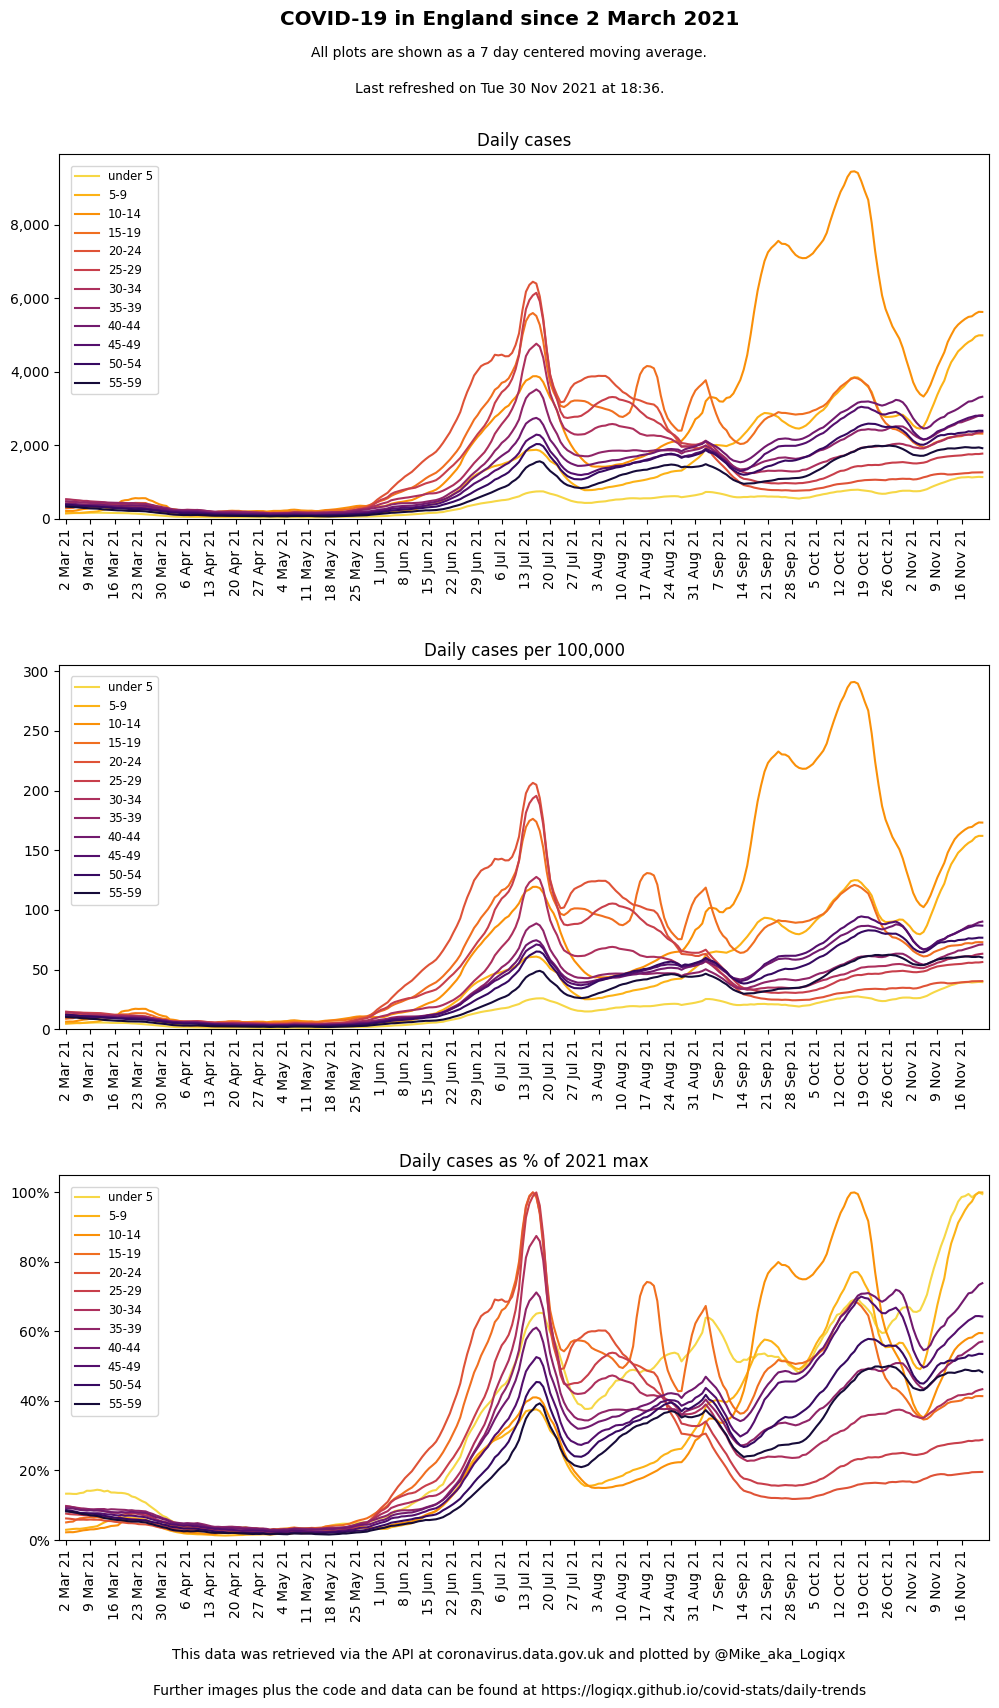 COVID-19 in England since 2 March 2021
All plots are shown as a 7 day centered moving average.
Last refreshed on Tue 30 Nov 2021 at 18:36.
Daily cases
under 5
5-9
10-14
15-19
20-24
25-29
30-34
35-39
40-44
45-49
50-54
55-59
8,000
6,000
4,000
2,000
0
2 Mar 21
9 Mar 21
16 Mar 21
23 Mar 21
30 Mar 21
6 Apr 21
13 Apr 21
20 Apr 21
27 Apr 21
4 May 21
11 May 21
18 May 21
25 May 21
1 Jun 21
8 Jun 21
15 Jun 21
22 Jun 21
29 Jun 21
6 Jul 21
13 Jul 21
20 Jul 21
27 Jul 21
3 Aug 21
10 Aug 21
17 Aug 21
24 Aug 21
31 Aug 21
7 Sep 21
14 Sep 21
21 Sep 21
28 Sep 21
5 Oct 21
12 Oct 21
19 Oct 21
26 Oct 21
2 Nov 21
9 Nov 21
16 Nov 21
Daily cases per 100,000
under 5
5-9
10-14
15-19
20-24
25-29
30-34
35-39
40-44
45-49
50-54
55-59
300
250
200
150
100
50
0
2 Mar 21
9 Mar 21
16 Mar 21
23 Mar 21
30 Mar 21
6 Apr 21
13 Apr 21
20 Apr 21
27 Apr 21
4 May 21
11 May 21
18 May 21
25 May 21
1 Jun 21
8 Jun 21
15 Jun 21
22 Jun 21
29 Jun 21
6 Jul 21
13 Jul 21
20 Jul 21
27 Jul 21
3 Aug 21
10 Aug 21
17 Aug 21
24 Aug 21
31 Aug 21
7 Sep 21
14 Sep 21
21 Sep 21
28 Sep 21
5 Oct 21
12 Oct 21
19 Oct 21
26 Oct 21
2 Nov 21
9 Nov 21
16 Nov 21
Daily cases as % of 2021 max
under 5
5-9
10-14
15-19
20-24
25-29
30-34
35-39
40-44
45-49
50-54
55-59
100%
80%
60%
40%
20%
0%
2 Mar 21
9 Mar 21
16 Mar 21
23 Mar 21
30 Mar 21
6 Apr 21
13 Apr 21
20 Apr 21
27 Apr 21
4 May 21
11 May 21
18 May 21
25 May 21
1 Jun 21
8 Jun 21
15 Jun 21
22 Jun 21
29 Jun 21
6 Jul 21
13 Jul 21
20 Jul 21
27 Jul 21
3 Aug 21
10 Aug 21
17 Aug 21
24 Aug 21
31 Aug 21
7 Sep 21
14 Sep 21
21 Sep 21
28 Sep 21
5 Oct 21
12 Oct 21
19 Oct 21
26 Oct 21
2 Nov 21
9 Nov 21
16 Nov 21
This data was retrieved via the API at coronavirus.data.gov.uk and plotted by @Mike_aka_Logiqx
Further images plus the code and data can be found at https://logiqx.github.io/covid-stats/daily-trends